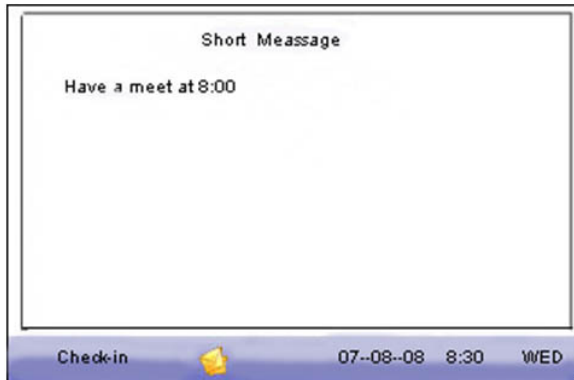 Short Meassage
Have a meet at 8:00
Check-in 07--08--08 8:30 WED